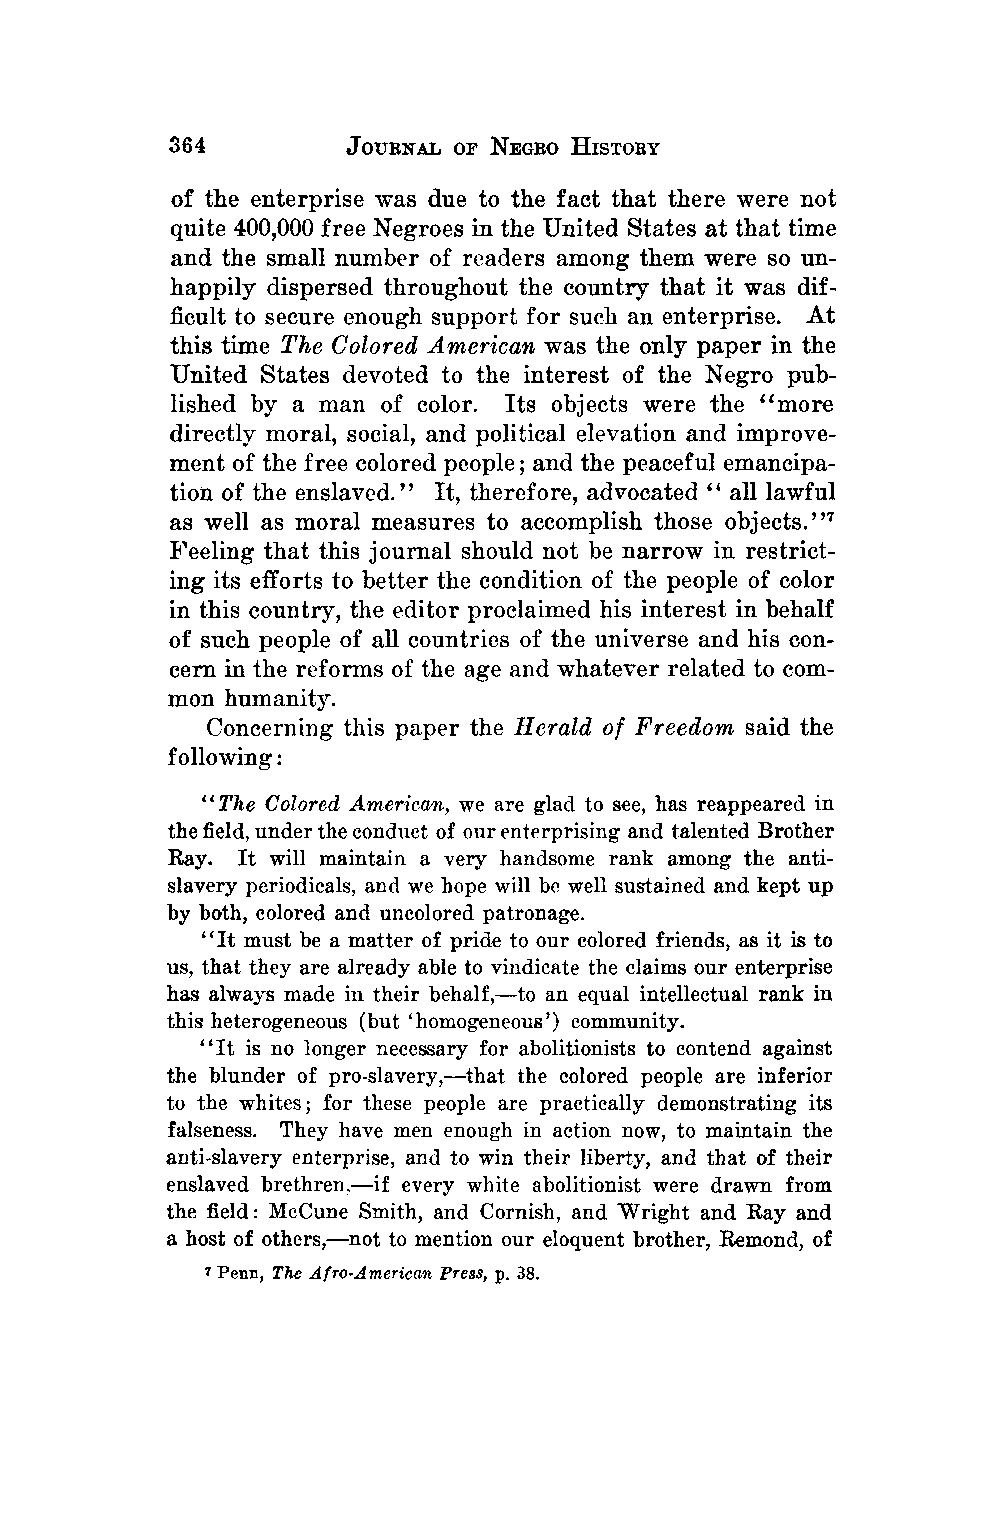 364 JOURNAL OF NEGRO HISTORY
of the enterprise was due to the fact that there were not
quite 400,000 free Negroes in the United States at that time
and the small number of readers among them were so un-
happily dispersed throughout the country that it was dif-
ficult to secure enough support for such an enterprise. At
this time The Colored American was the only paper in the
United States devoted to the interest of the Negro pub-
lished by a man of color. Its objects were the “more
directly moral, social, and political elevation and improve-
ment of the free colored people; and the peaceful emancipa-
tion of the enslaved.” It, therefore, advocated “ all lawful
as well as moral measures to accomplish those objects.”7
Feeling that this journal should not be narrow in restrict-
ing its efforts to better the condition of the people of color
in this country, the editor proclaimed his interest in behalf
of such people of all countries of the universe and his con-
cern in the reforms of the age and whatever related to com-
mon humanity.
Concerning this paper the Herald of Freedom said the
following:
“The Colored American, we are glad to see, has reappeared in
the field, under the conduct of our enterprising and talented Brother
Ray. It will maintain a very handsome rank among the anti-
slavery periodicals, and we hope will be well sustained and kept up
by both, colored and uncolored patronage.
“It must be a matter of pride to our colored friends, as it is to
us, that they are already able to vindicate the claims our enterprise
has always made in their behalf,—to an equal intellectual rank in
this heterogeneous (but ‘homogeneous’) community.
“It is no longer necessary for abolitionists to contend against
the blunder of pro-slavery,—that the colored people are inferior
to the whites; for these people are practically demonstrating its
falseness. They have men enough in action now, to maintain the
anti-slavery enterprise, and to win their liberty, and that of their
enslaved brethren,—if every white abolitionist were drawn from
the field: McCune Smith, and Cornish, and Wright and Ray and
a host of others,—not to mention our eloquent brother, Remond, of
7 Penn, The Afro-American Press, p. 38.